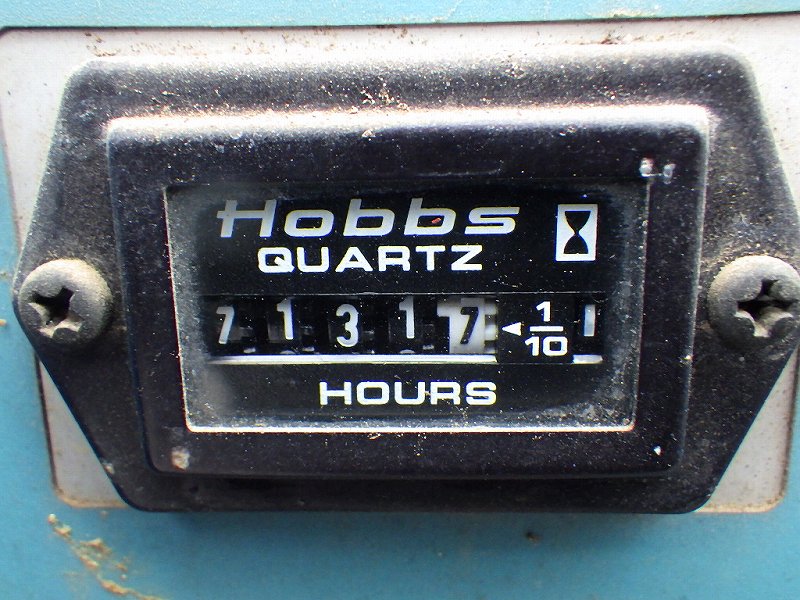 Hobbs
QUARTZ
7 1 3 1 7 ◄ 1/10
HOURS